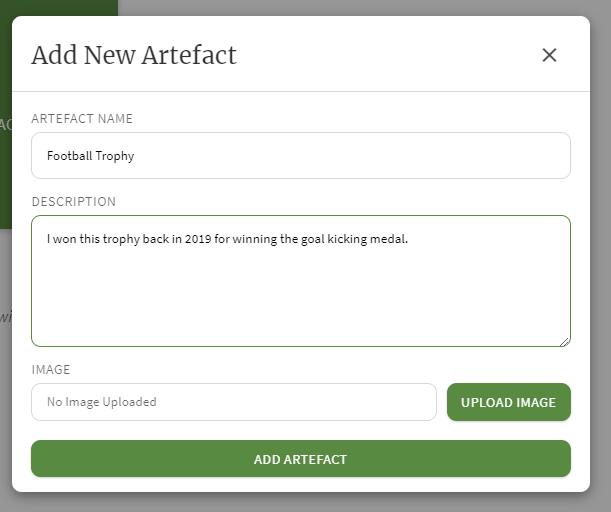 Add New Artefact
ARTEFACT NAME
Football Trophy
DESCRIPTION
I won this trophy back in 2019 for winning the goal kicking medal.
IMAGE
No Image Uploaded
UPLOAD IMAGE
ADD ARTEFACT